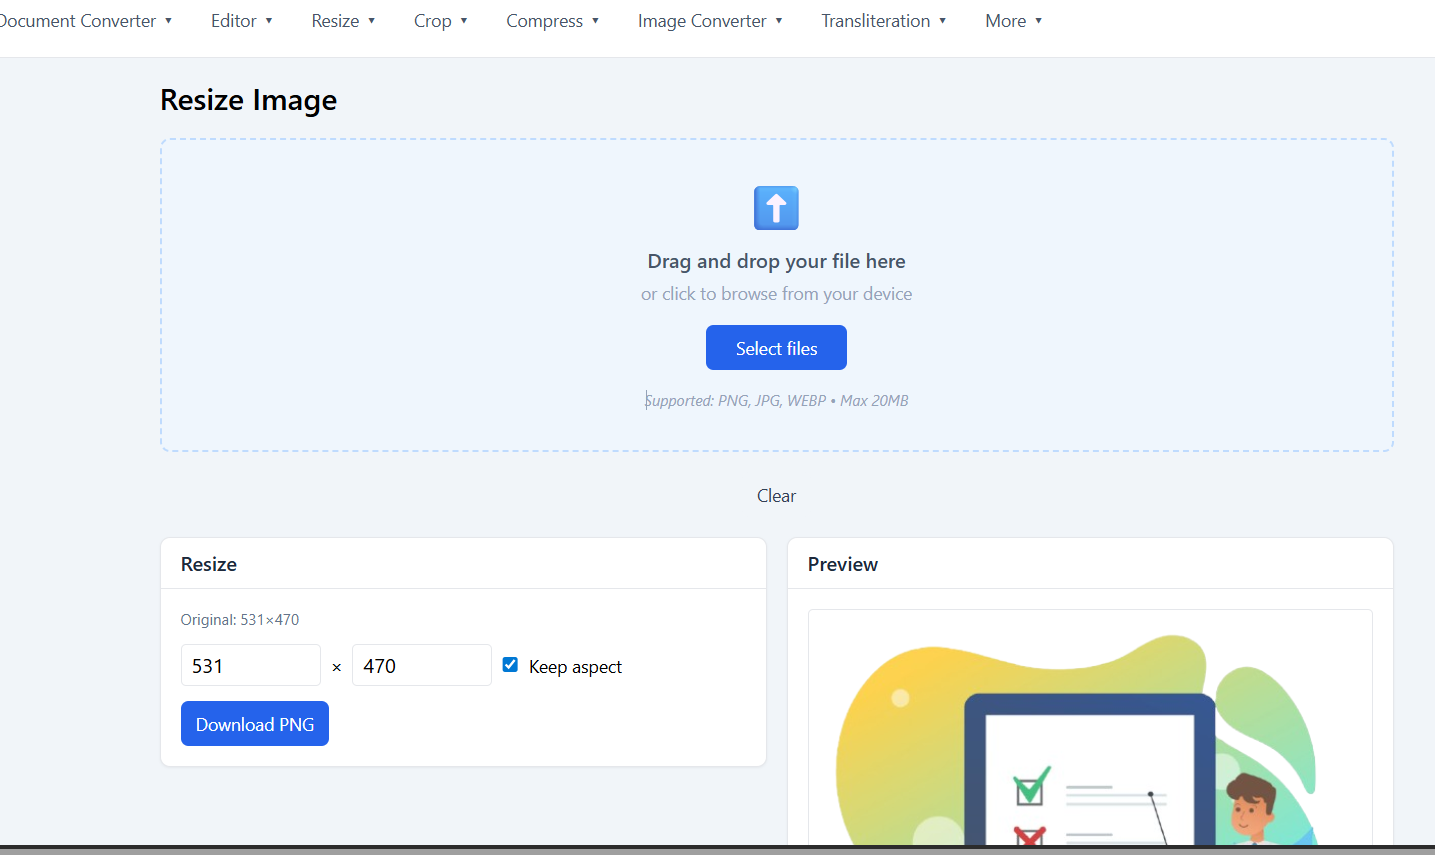 Document Converter ▼ Editor ▼ Resize ▼ Crop ▼ Compress ▼ Image Converter ▼ Transliteration ▼ More ▼
Resize Image
Drag and drop your file here
or click to browse from your device
Select files
Supported: PNG, JPG, WEBP • Max 20MB
Clear
Resize
Original: 531×470
531 × 470 Keep aspect
Download PNG
Preview